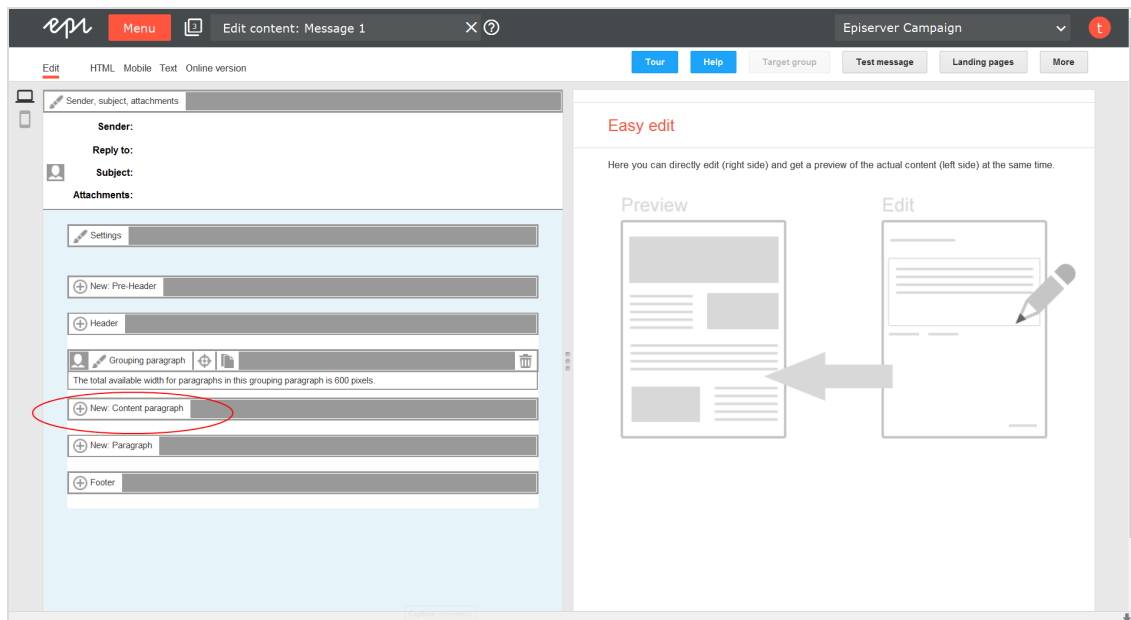 epi
Menu
3
Edit content: Message 1
Episerver Campaign
t
Edit
HTML
Mobile
Text
Online version
Tour
Help
Target group
Test message
Landing pages
More
Sender, subject, attachments
Sender:
Reply to:
Subject:
Attachments:
Settings
New: Pre-Header
Header
Grouping paragraph
The total available width for paragraphs in this grouping paragraph is 600 pixels.
New: Content paragraph
New: Paragraph
Footer
Easy edit
Here you can directly edit (right side) and get a preview of the actual content (left side) at the same time.
Preview
Edit